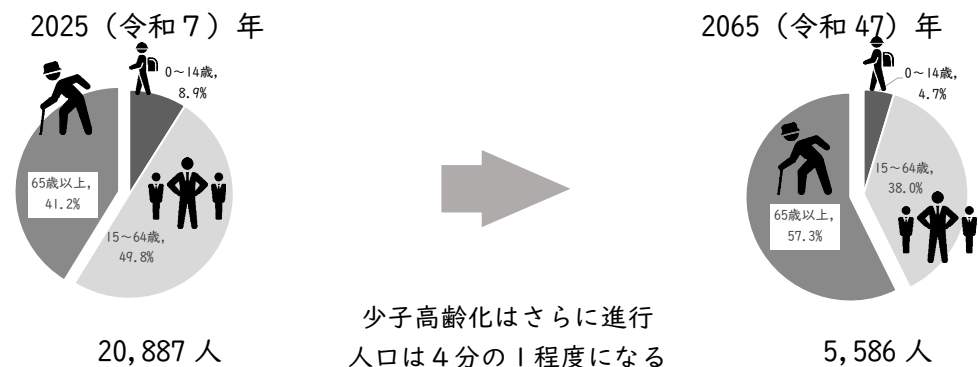 2025（令和７）年
0～14歳,
8.9%
65歳以上,
41.2%
15～64歳,
49.8%
20,887 人
少子高齢化はさらに進行
人口は４分の１程度になる
2065（令和 47）年
0～14歳,
4.7%
15～64歳,
38.0%
65歳以上,
57.3%
5,586 人